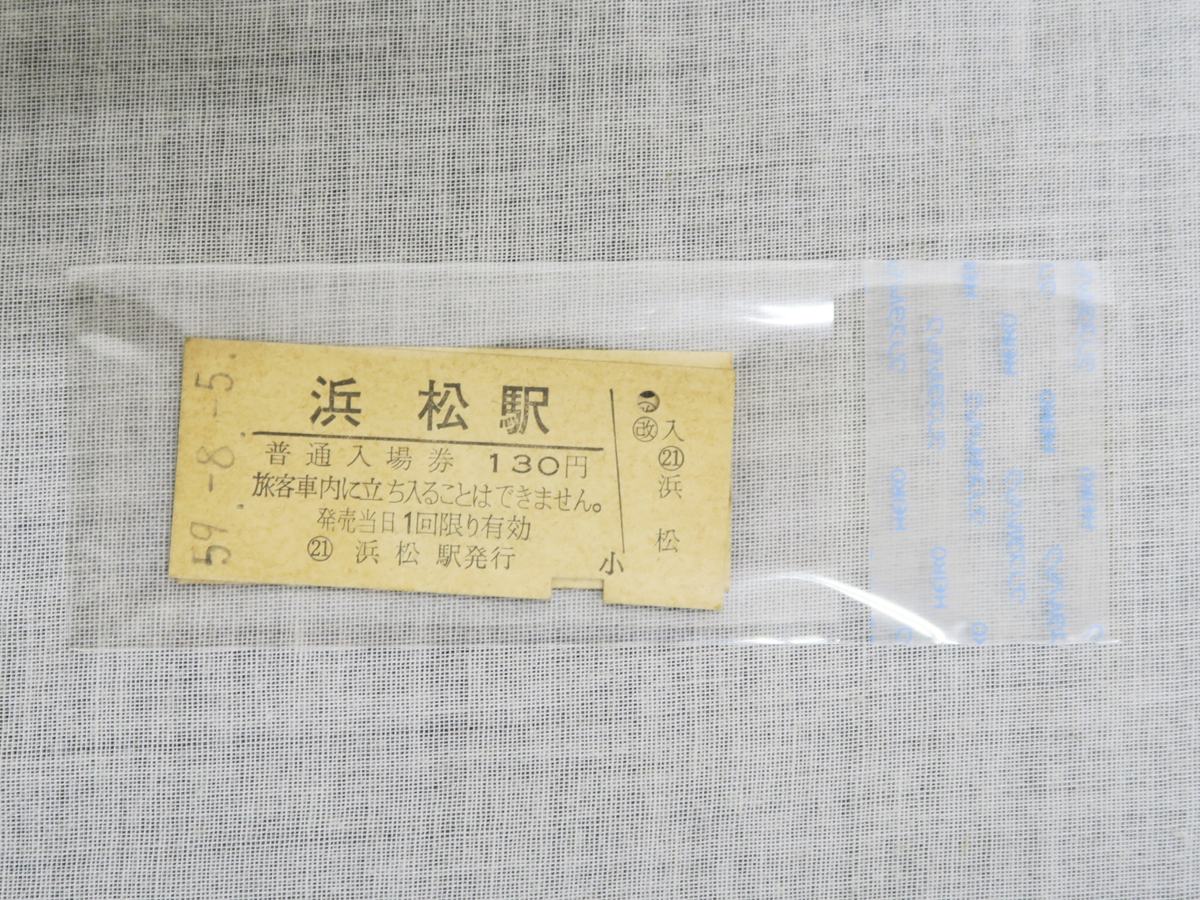 59.-8.-5.
浜松駅
普通入場券 130円
旅客車内に立ち入ることはできません。
発売当日1回限り有効
㉑ 浜松駅発行
小
改 入
㉑
浜
松